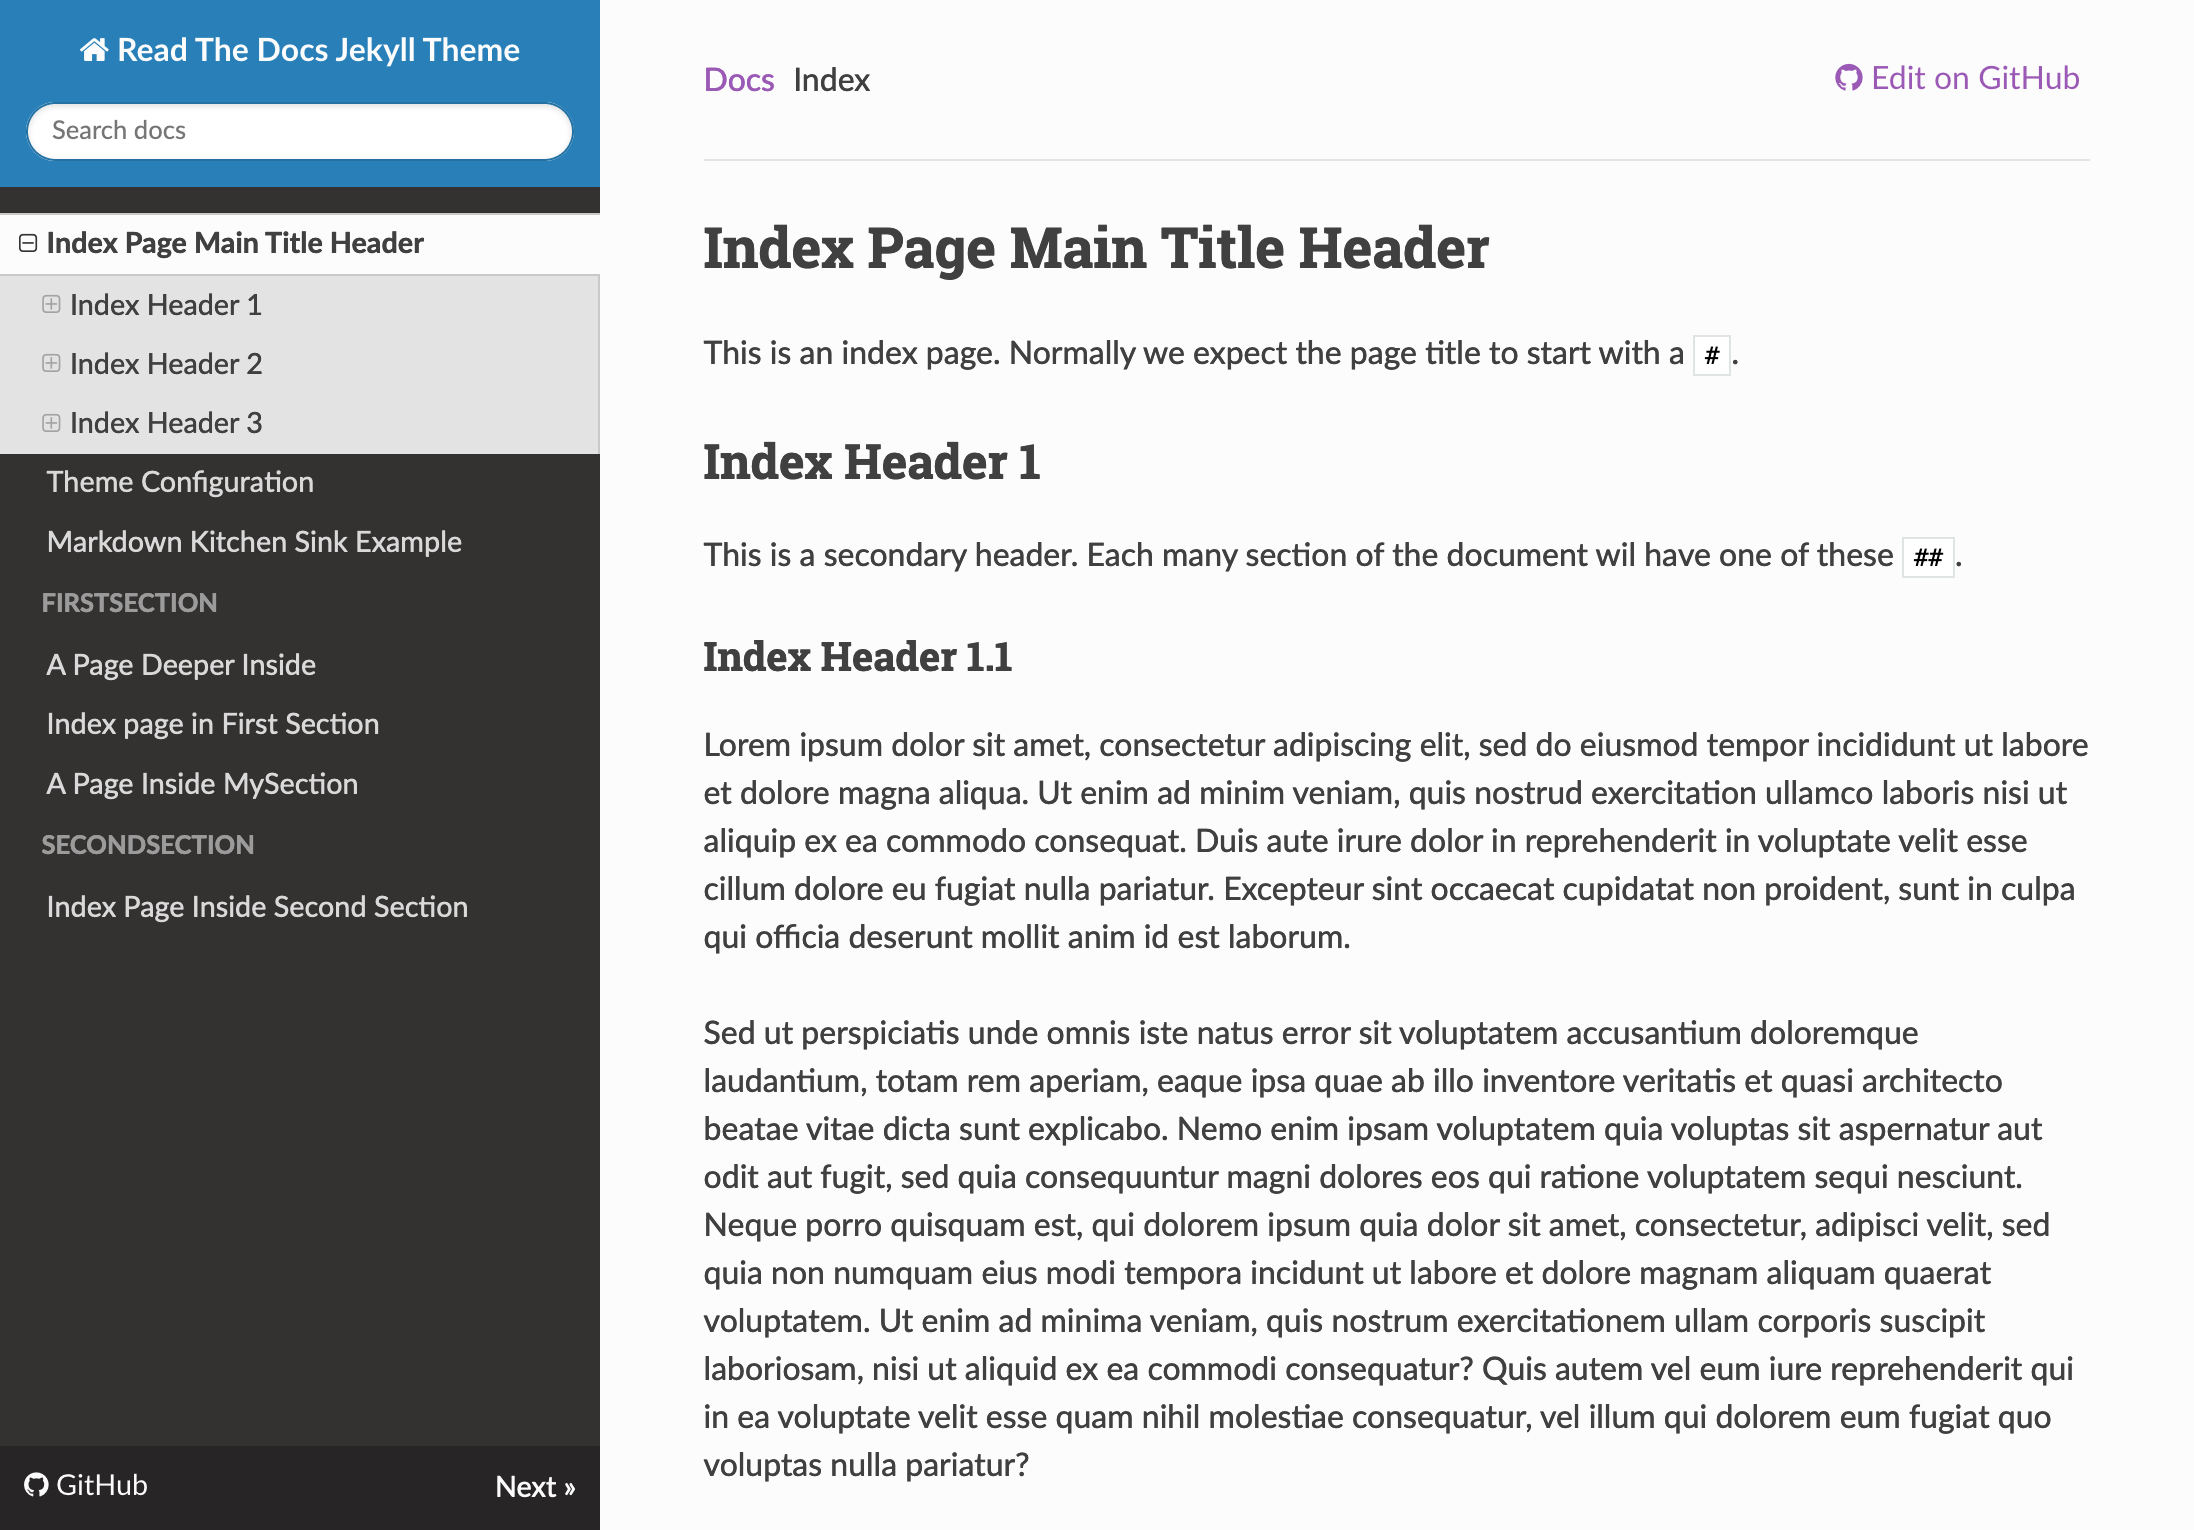 Read The Docs Jekyll Theme
Search docs
Index Page Main Title Header
Index Header 1
Index Header 2
Index Header 3
Theme Configuration
Markdown Kitchen Sink Example
FIRSTSECTION
A Page Deeper Inside
Index page in First Section
A Page Inside MySection
SECONDSECTION
Index Page Inside Second Section
GitHub
Next »
Docs Index
Edit on GitHub
Index Page Main Title Header
This is an index page. Normally we expect the page title to start with a #.
Index Header 1
This is a secondary header. Each many section of the document wil have one of these ##.
Index Header 1.1
Lorem ipsum dolor sit amet, consectetur adipiscing elit, sed do eiusmod tempor incididunt ut labore
et dolore magna aliqua. Ut enim ad minim veniam, quis nostrud exercitation ullamco laboris nisi ut
aliquip ex ea commodo consequat. Duis aute irure dolor in reprehenderit in voluptate velit esse
cillum dolore eu fugiat nulla pariatur. Excepteur sint occaecat cupidatat non proident, sunt in culpa
qui officia deserunt mollit anim id est laborum.
Sed ut perspiciatis unde omnis iste natus error sit voluptatem accusantium doloremque
laudantium, totam rem aperiam, eaque ipsa quae ab illo inventore veritatis et quasi architecto
beatae vitae dicta sunt explicabo. Nemo enim ipsam voluptatem quia voluptas sit aspernatur aut
odit aut fugit, sed quia consequuntur magni dolores eos qui ratione voluptatem sequi nesciunt.
Neque porro quisquam est, qui dolorem ipsum quia dolor sit amet, consectetur, adipisci velit, sed
quia non numquam eius modi tempora incidunt ut labore et dolore magnam aliquam quaerat
voluptatem. Ut enim ad minima veniam, quis nostrum exercitationem ullam corporis suscipit
laboriosam, nisi ut aliquid ex ea commodi consequatur? Quis autem vel eum iure reprehenderit qui
in ea voluptate velit esse quam nihil molestiae consequatur, vel illum qui dolorem eum fugiat quo
voluptas nulla pariatur?